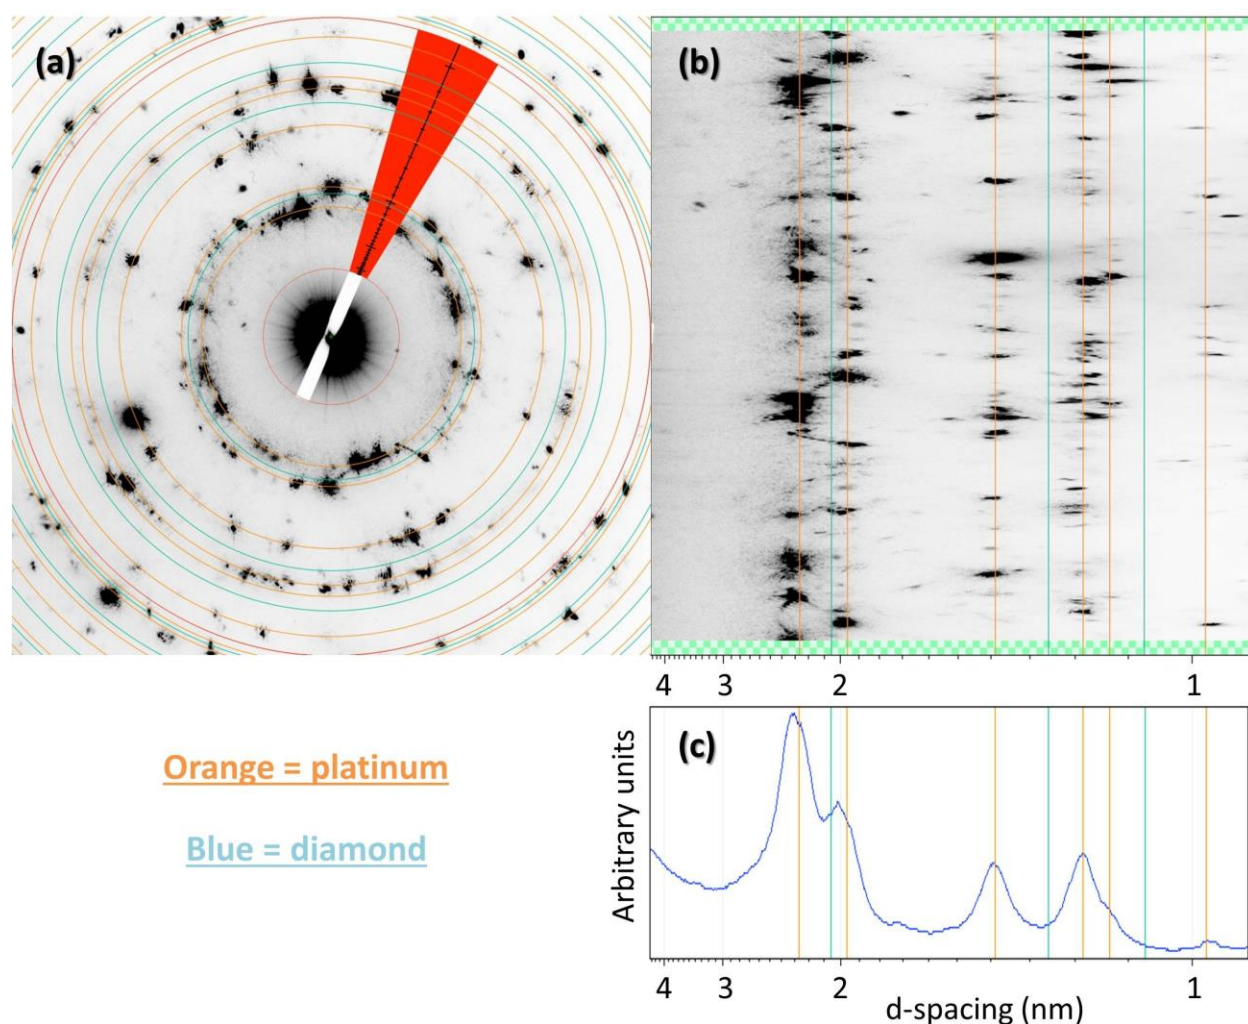 (a)
(b)
4 3 2 1
Orange = platinum
Blue = diamond
(c)
Arbitrary units
4 3 2 1
d-spacing (nm)